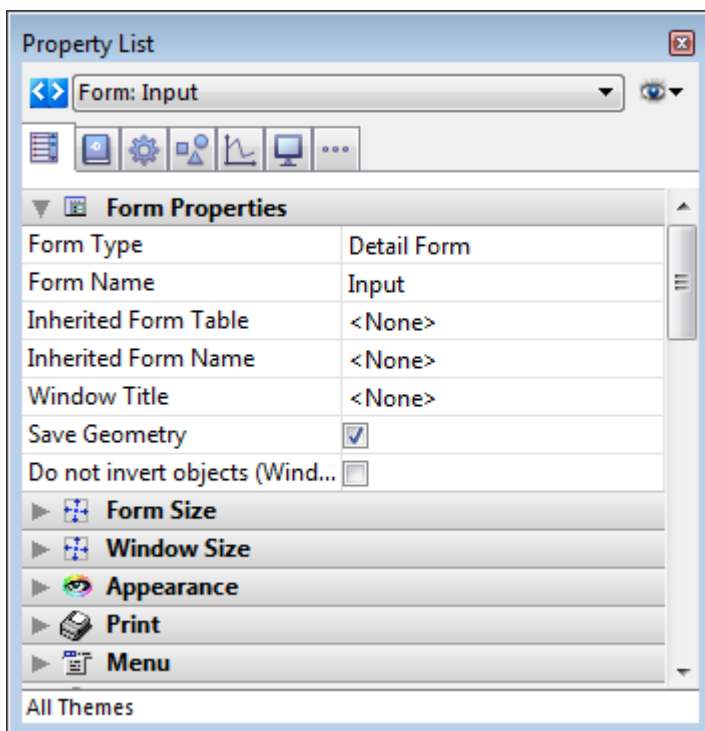 Property List
Form: Input
Form Properties
Form Type Detail Form
Form Name Input
Inherited Form Table <None>
Inherited Form Name <None>
Window Title <None>
Save Geometry
Do not invert objects (Wind...
Form Size
Window Size
Appearance
Print
Menu
All Themes